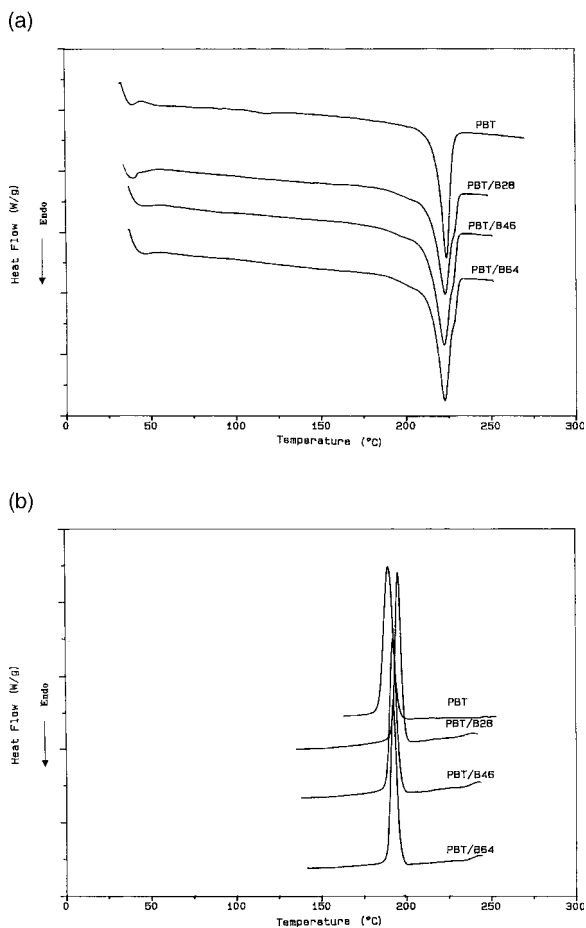 (a)
PBT
PBT/B28
PBT/B46
PBT/B64
Heat Flow (W/g)
Endo
0 50 100 150 200 250 300
Temperature (°C)
(b)
PBT
PBT/B28
PBT/B46
PBT/B64
Heat Flow (W/g)
Endo
0 50 100 150 200 250 300
Temperature (°C)